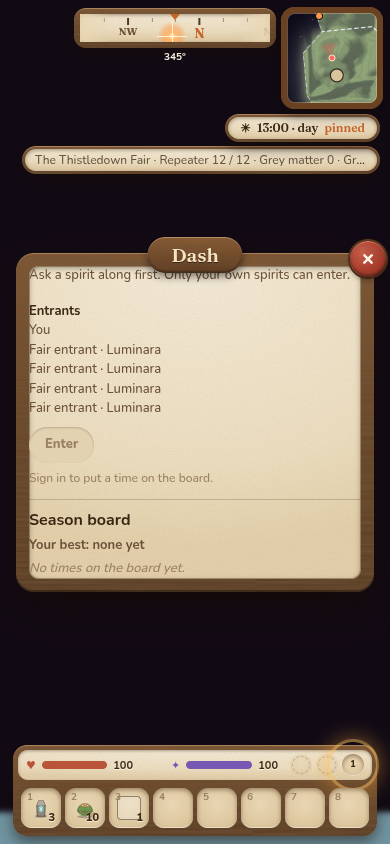 NW N
345°
13:00 · day pinned
The Thistledown Fair · Repeater 12 / 12 · Grey matter 0 · Gr...
Dash
Ask a spirit along first. Only your own spirits can enter.
Entrants
You
Fair entrant · Luminara
Fair entrant · Luminara
Fair entrant · Luminara
Fair entrant · Luminara
Enter
Sign in to put a time on the board.
Season board
Your best: none yet
No times on the board yet.
100 100 1
1 2 3 4 5 6 7 8
3 10 1